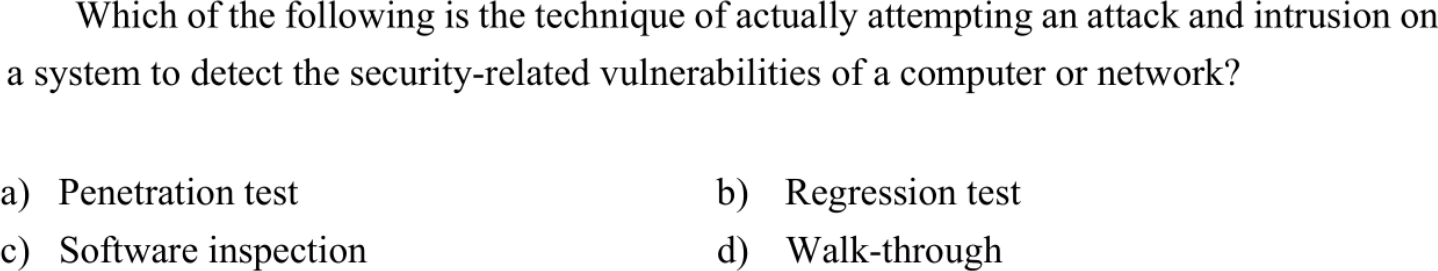 Which of the following is the technique of actually attempting an attack and intrusion on
a system to detect the security-related vulnerabilities of a computer or network?
a) Penetration test b) Regression test
c) Software inspection d) Walk-through